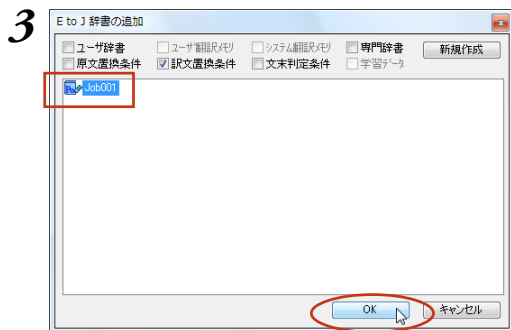 3
E to J 辞書の追加
ユーザ辞書 ユーザ翻訳メモリ システム翻訳メモリ 専門辞書 新規作成
原文置換条件 訳文置換条件 文末判定条件 学習データ
Job001
OK キャンセル